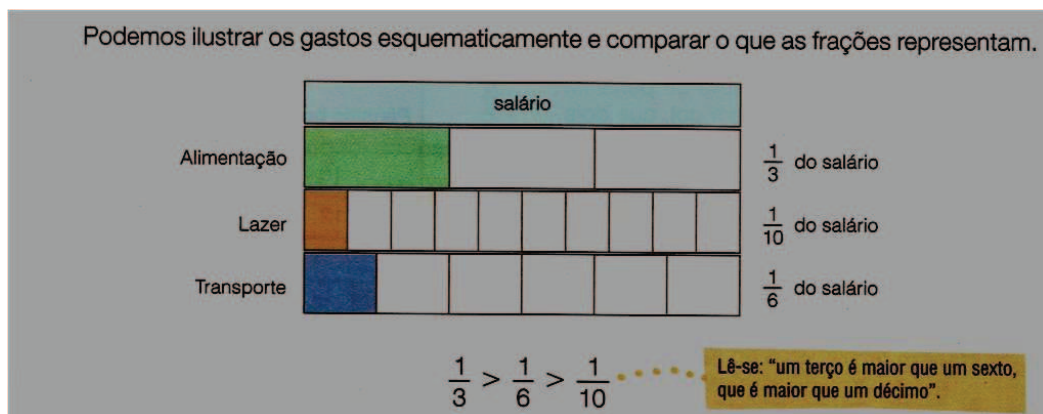 Podemos ilustrar os gastos esquematicamente e comparar o que as frações representam.
salário
Alimentação
1/3 do salário
Lazer
1/10 do salário
Transporte
1/6 do salário
1/3 > 1/6 > 1/10
Lê-se: “um terço é maior que um sexto,
que é maior que um décimo”.